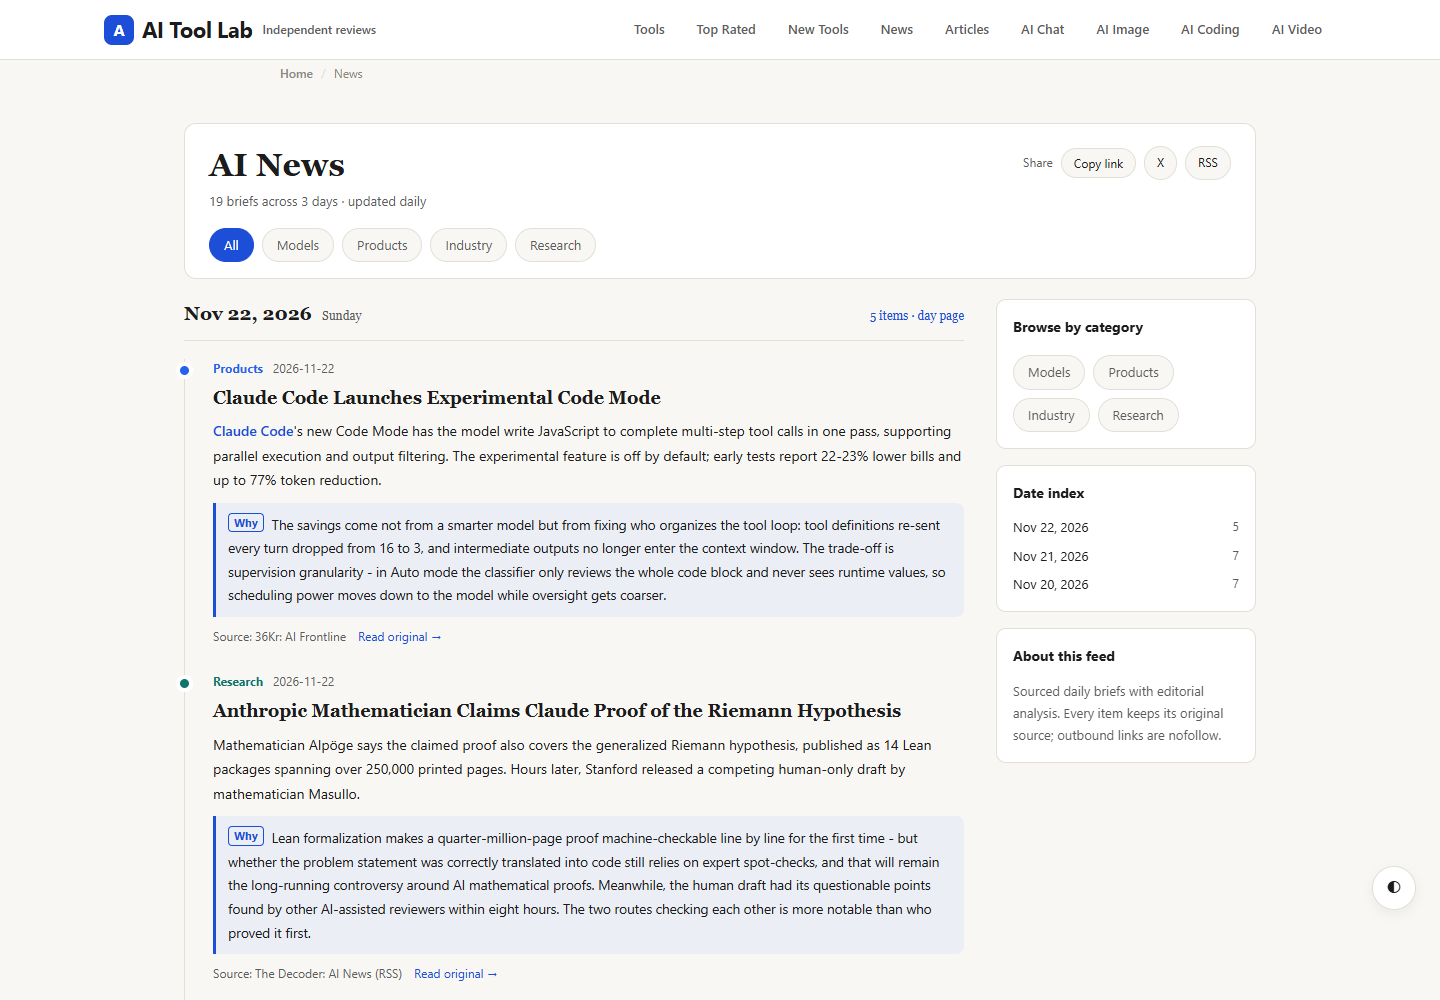 A AI Tool Lab Independent reviews Tools Top Rated New Tools News Articles AI Chat AI Image AI Coding AI Video
Home / News
AI News
Share Copy link X RSS
19 briefs across 3 days · updated daily
All Models Products Industry Research
Nov 22, 2026 Sunday 5 items · day page
Products 2026-11-22
Claude Code Launches Experimental Code Mode
Claude Code's new Code Mode has the model write JavaScript to complete multi-step tool calls in one pass, supporting
parallel execution and output filtering. The experimental feature is off by default; early tests report 22-23% lower bills and
up to 77% token reduction.
Why The savings come not from a smarter model but from fixing who organizes the tool loop: tool definitions re-sent
every turn dropped from 16 to 3, and intermediate outputs no longer enter the context window. The trade-off is
supervision granularity - in Auto mode the classifier only reviews the whole code block and never sees runtime values, so
scheduling power moves down to the model while oversight gets coarser.
Source: 36Kr: AI Frontline Read original →
Research 2026-11-22
Anthropic Mathematician Claims Claude Proof of the Riemann Hypothesis
Mathematician Alpöge says the claimed proof also covers the generalized Riemann hypothesis, published as 14 Lean
packages spanning over 250,000 printed pages. Hours later, Stanford released a competing human-only draft by
mathematician Masullo.
Why Lean formalization makes a quarter-million-page proof machine-checkable line by line for the first time - but
whether the problem statement was correctly translated into code still relies on expert spot-checks, and that will remain
the long-running controversy around AI mathematical proofs. Meanwhile, the human draft had its questionable points
found by other AI-assisted reviewers within eight hours. The two routes checking each other is more notable than who
proved it first.
Source: The Decoder: AI News (RSS) Read original →
Browse by category
Models Products
Industry Research
Date index
Nov 22, 2026 5
Nov 21, 2026 7
Nov 20, 2026 7
About this feed
Sourced daily briefs with editorial
analysis. Every item keeps its original
source; outbound links are nofollow.